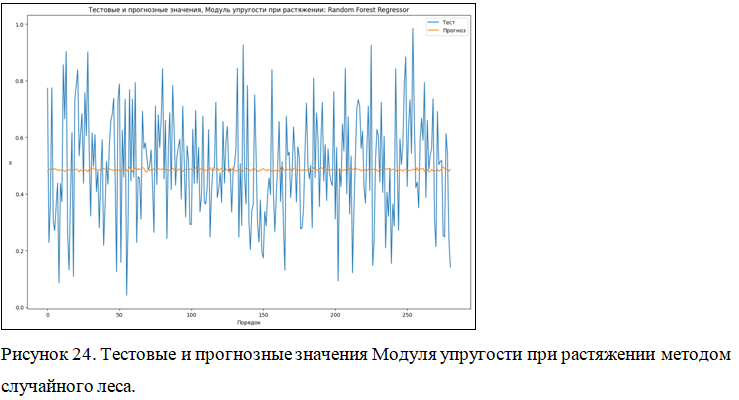 Тестовые и прогнозные значения, Модуль упругости при растяжении: Random Forest Regressor
Тест
Прогноз
1.0
0.8
0.6
0.4
0.2
0.0
0
50
100
150
200
250
Порядок
Рисунок 24. Тестовые и прогнозные значения Модуля упругости при растяжении методом
случайного леса.